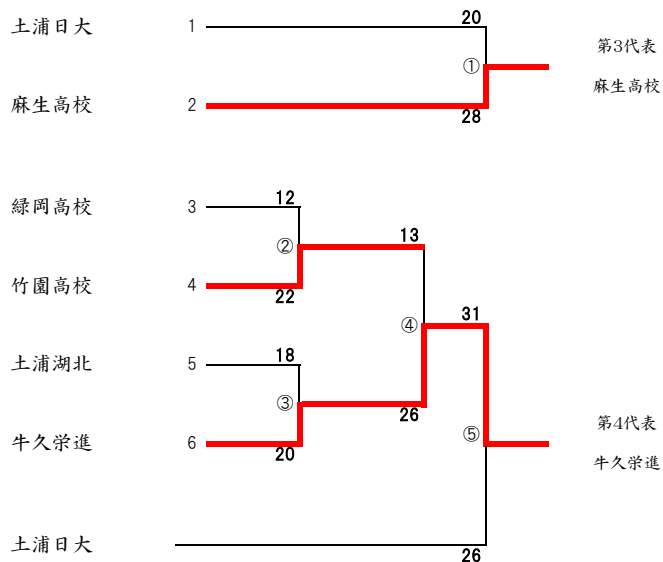 土浦日大 1 20
① 第3代表
麻生高校
麻生高校 2 28
緑岡高校 3 12
② 13
竹園高校 4 22
④ 31
土浦湖北 5 18
③ 26
牛久栄進 6 20
⑤ 第4代表
牛久栄進
土浦日大 26